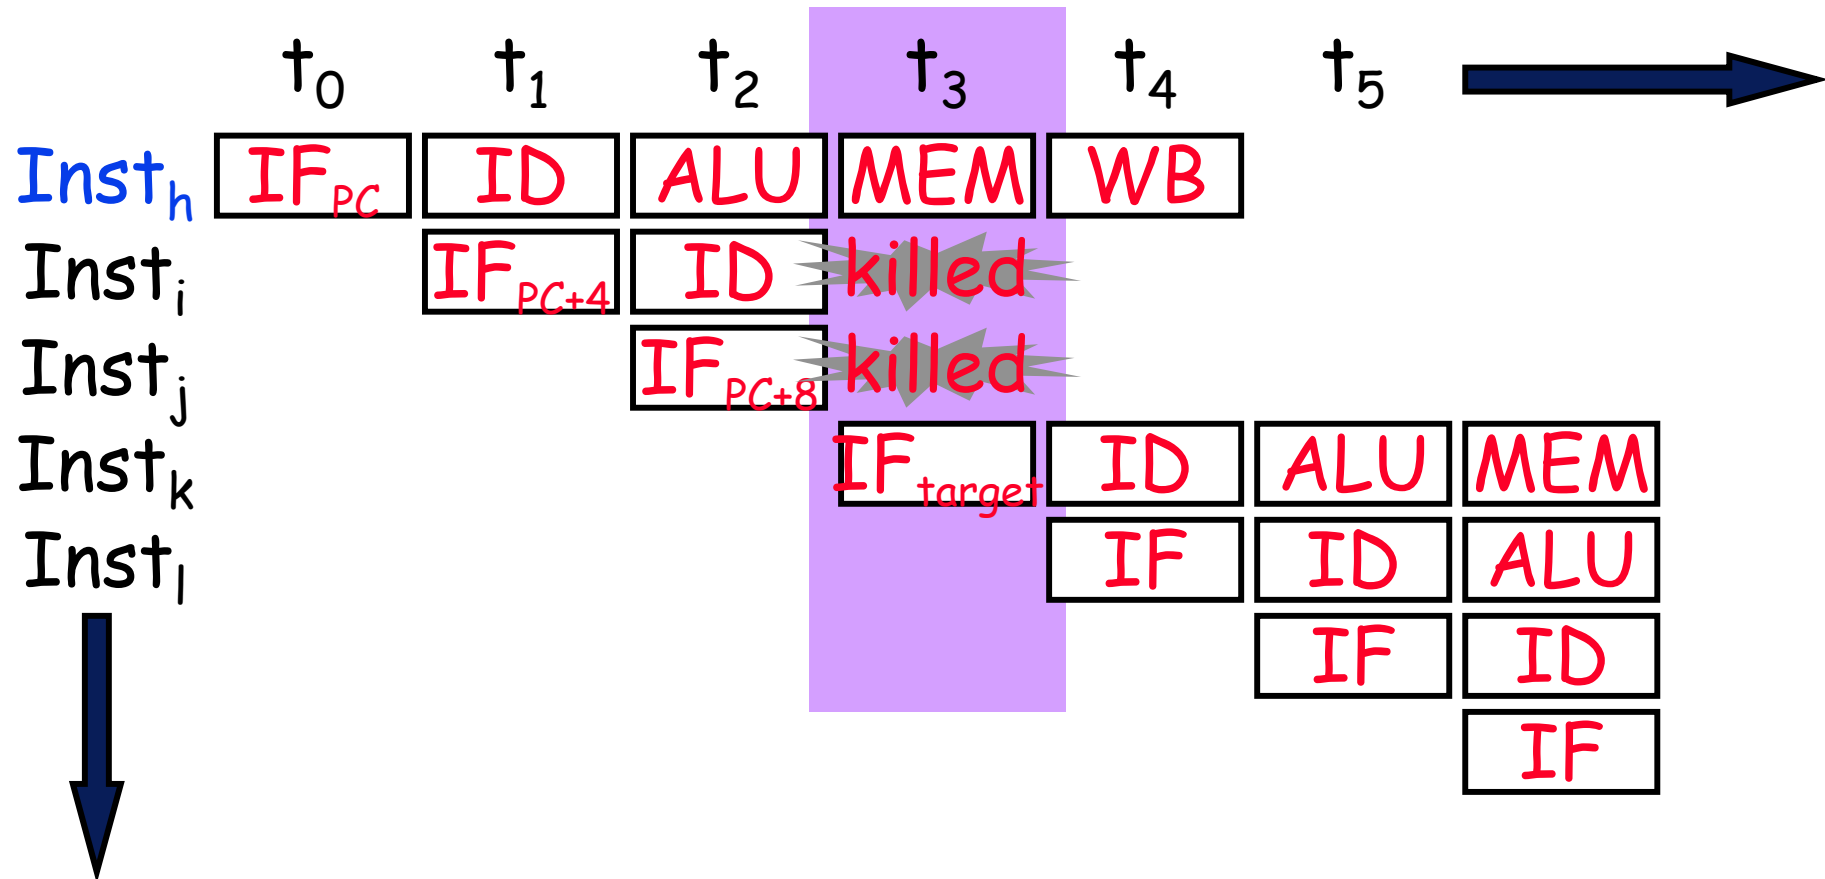 t0 t1 t2 t3 t4 t5
Insth IFPC ID ALU MEM WB
Insti IFPC+4 ID killed
Instj IFPC+8 killed
Instk IFtarget ID ALU MEM
Instl IF ID ALU
IF ID
IF